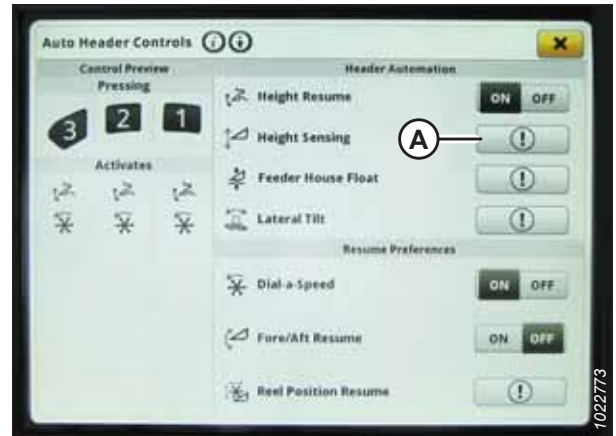 Auto Header Controls
Control Preview
Pressing
3 2 1
Activates
Header Automation
Height Resume ON OFF
Height Sensing A
Feeder House Float
Lateral Tilt
Resume Preferences
Dial-a-Speed ON OFF
Fore/Aft Resume ON OFF
Reel Position Resume
1022773